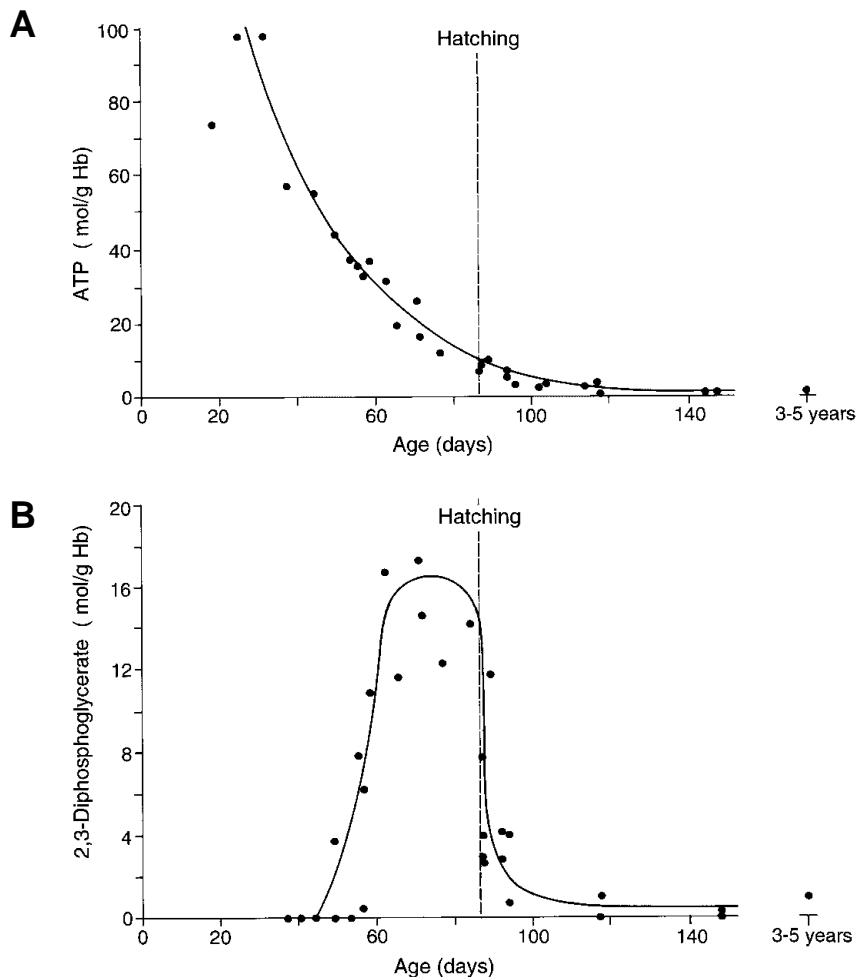 A
Hatching
ATP ( mol/g Hb)
100
80
60
40
20
0
0 20 60 100 140 3-5 years
Age (days)
B
Hatching
2,3-Diphosphoglycerate ( mol/g Hb)
20
16
12
8
4
0
0 20 60 100 140 3-5 years
Age (days)